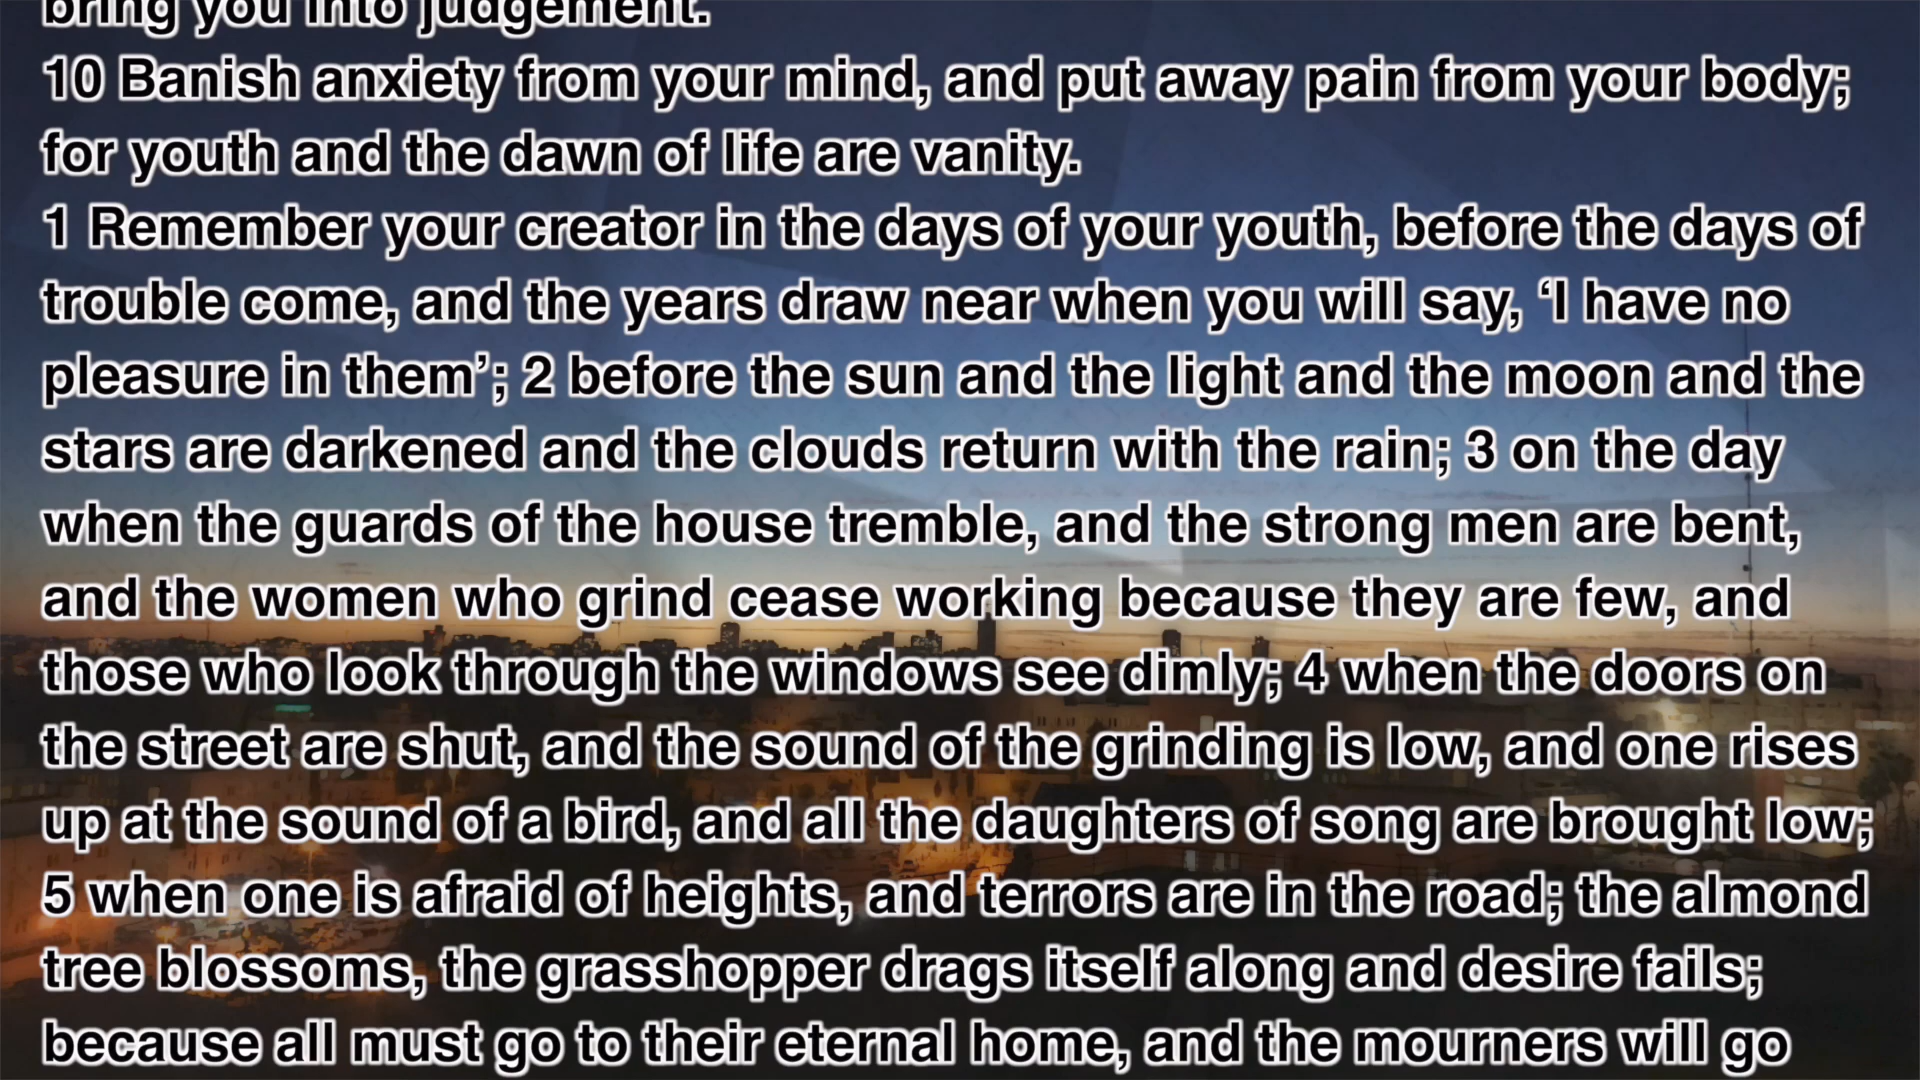 bring you into judgement.
10 Banish anxiety from your mind, and put away pain from your body;
for youth and the dawn of life are vanity.
1 Remember your creator in the days of your youth, before the days of
trouble come, and the years draw near when you will say, ‘I have no
pleasure in them’; 2 before the sun and the light and the moon and the
stars are darkened and the clouds return with the rain; 3 on the day
when the guards of the house tremble, and the strong men are bent,
and the women who grind cease working because they are few, and
those who look through the windows see dimly; 4 when the doors on
the street are shut, and the sound of the grinding is low, and one rises
up at the sound of a bird, and all the daughters of song are brought low;
5 when one is afraid of heights, and terrors are in the road; the almond
tree blossoms, the grasshopper drags itself along and desire fails;
because all must go to their eternal home, and the mourners will go